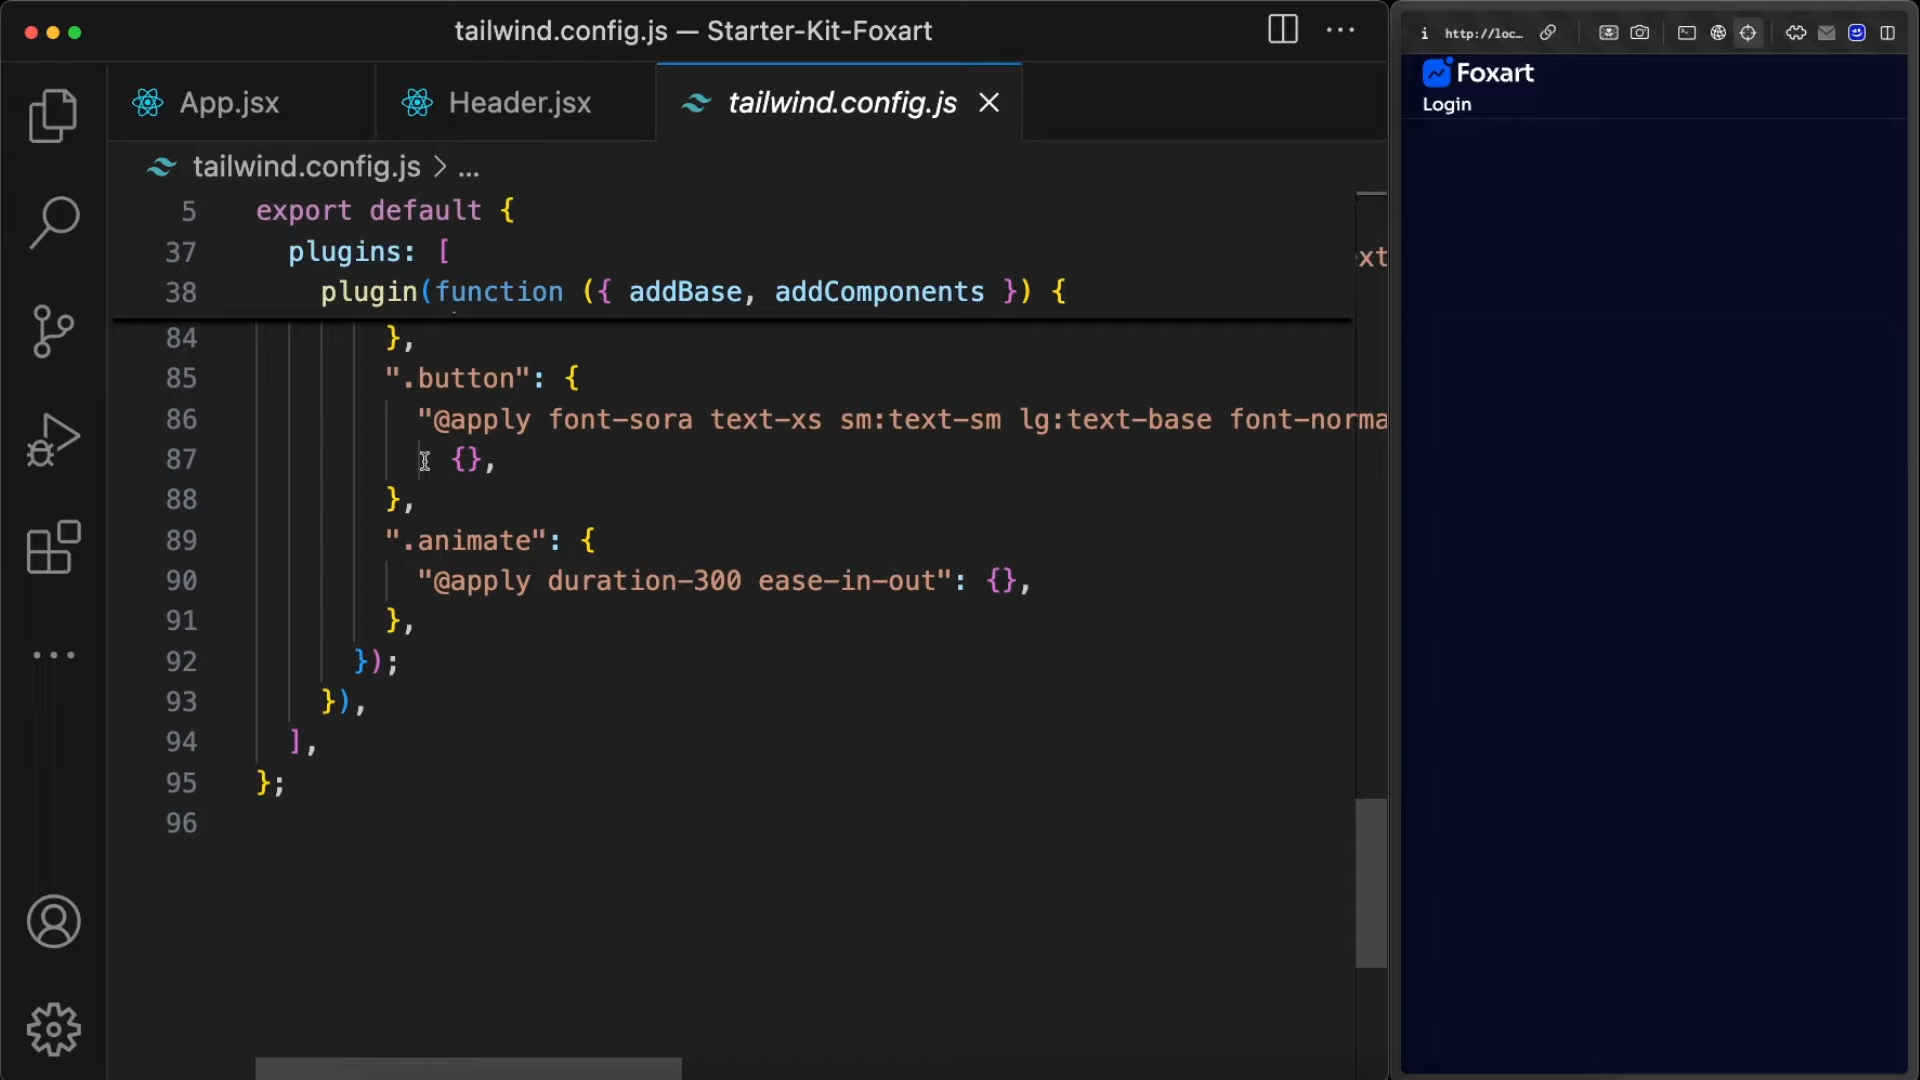 tailwind.config.js — Starter-Kit-Foxart
App.jsx
Header.jsx
tailwind.config.js
tailwind.config.js > ...
5 export default {
37 plugins: [
38 plugin(function ({ addBase, addComponents }) {
84 },
85 ".button": {
86 "@apply font-sora text-xs sm:text-sm lg:text-base font-norma
87 {},
88 },
89 ".animate": {
90 "@apply duration-300 ease-in-out": {},
91 },
92 });
93 }),
94 ],
95 };
96
xt
http://loc…
Foxart
Login